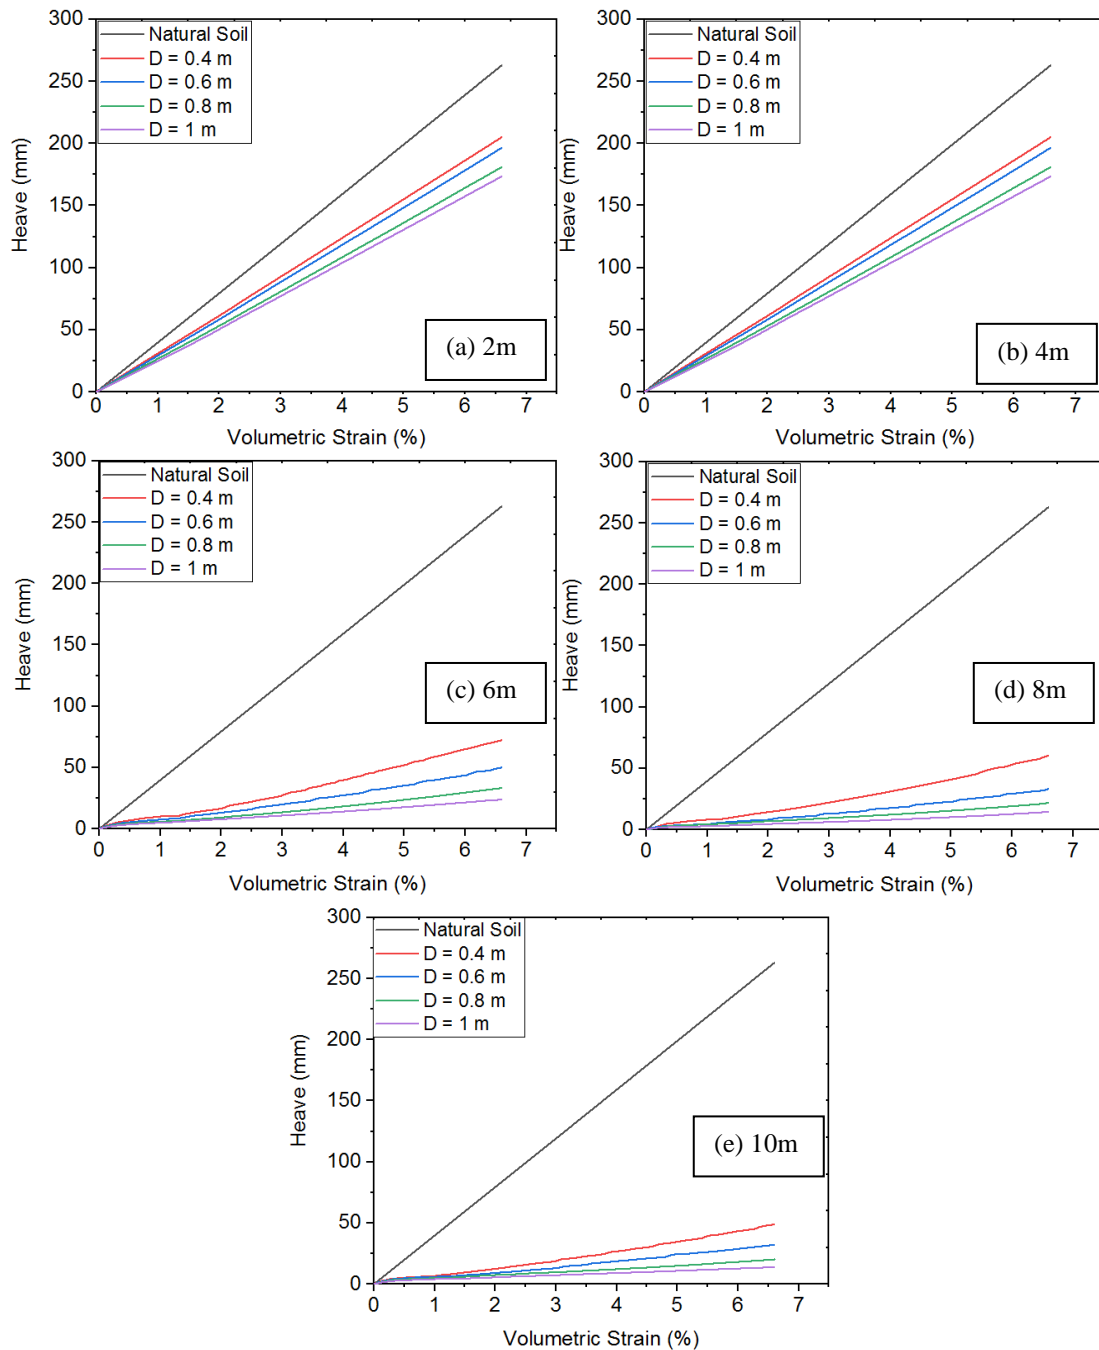 300
250
200
150
100
50
0
Heave (mm)
Natural Soil
D = 0.4 m
D = 0.6 m
D = 0.8 m
D = 1 m
(a) 2m
0 1 2 3 4 5 6 7
Volumetric Strain (%)
300
250
200
150
100
50
0
Heave (mm)
Natural Soil
D = 0.4 m
D = 0.6 m
D = 0.8 m
D = 1 m
(b) 4m
0 1 2 3 4 5 6 7
Volumetric Strain (%)
300
250
200
150
100
50
0
Heave (mm)
Natural Soil
D = 0.4 m
D = 0.6 m
D = 0.8 m
D = 1 m
(c) 6m
0 1 2 3 4 5 6 7
Volumetric Strain (%)
300
250
200
150
100
50
0
Heave (mm)
Natural Soil
D = 0.4 m
D = 0.6 m
D = 0.8 m
D = 1 m
(d) 8m
0 1 2 3 4 5 6 7
Volumetric Strain (%)
300
250
200
150
100
50
0
Heave (mm)
Natural Soil
D = 0.4 m
D = 0.6 m
D = 0.8 m
D = 1 m
(e) 10m
0 1 2 3 4 5 6 7
Volumetric Strain (%)